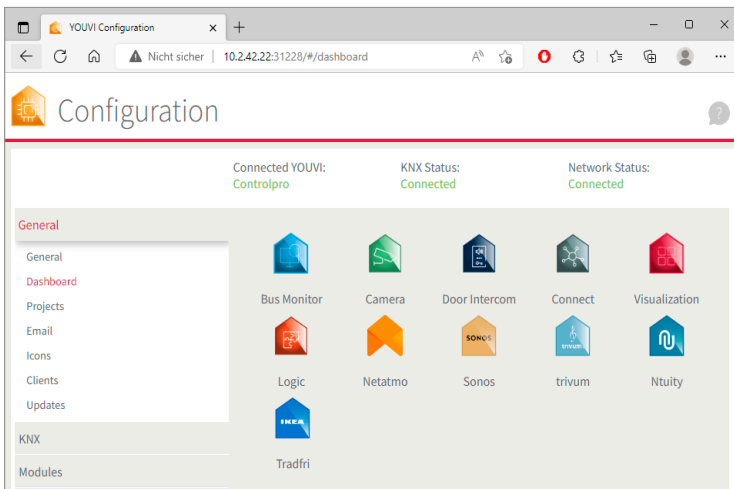 YOUVI Configuration
Nicht sicher | 10.2.42.22:31228/#/dashboard
Configuration
?
Connected YOUVI: KNX Status: Network Status:
Controlpro Connected Connected
General
General
Dashboard
Projects
Email
Icons
Clients
Updates
KNX
Modules
Bus Monitor Camera Door Intercom Connect Visualization
SONOS trivum
Logic Netatmo Sonos trivum Ntuity
IKEA
Tradfri